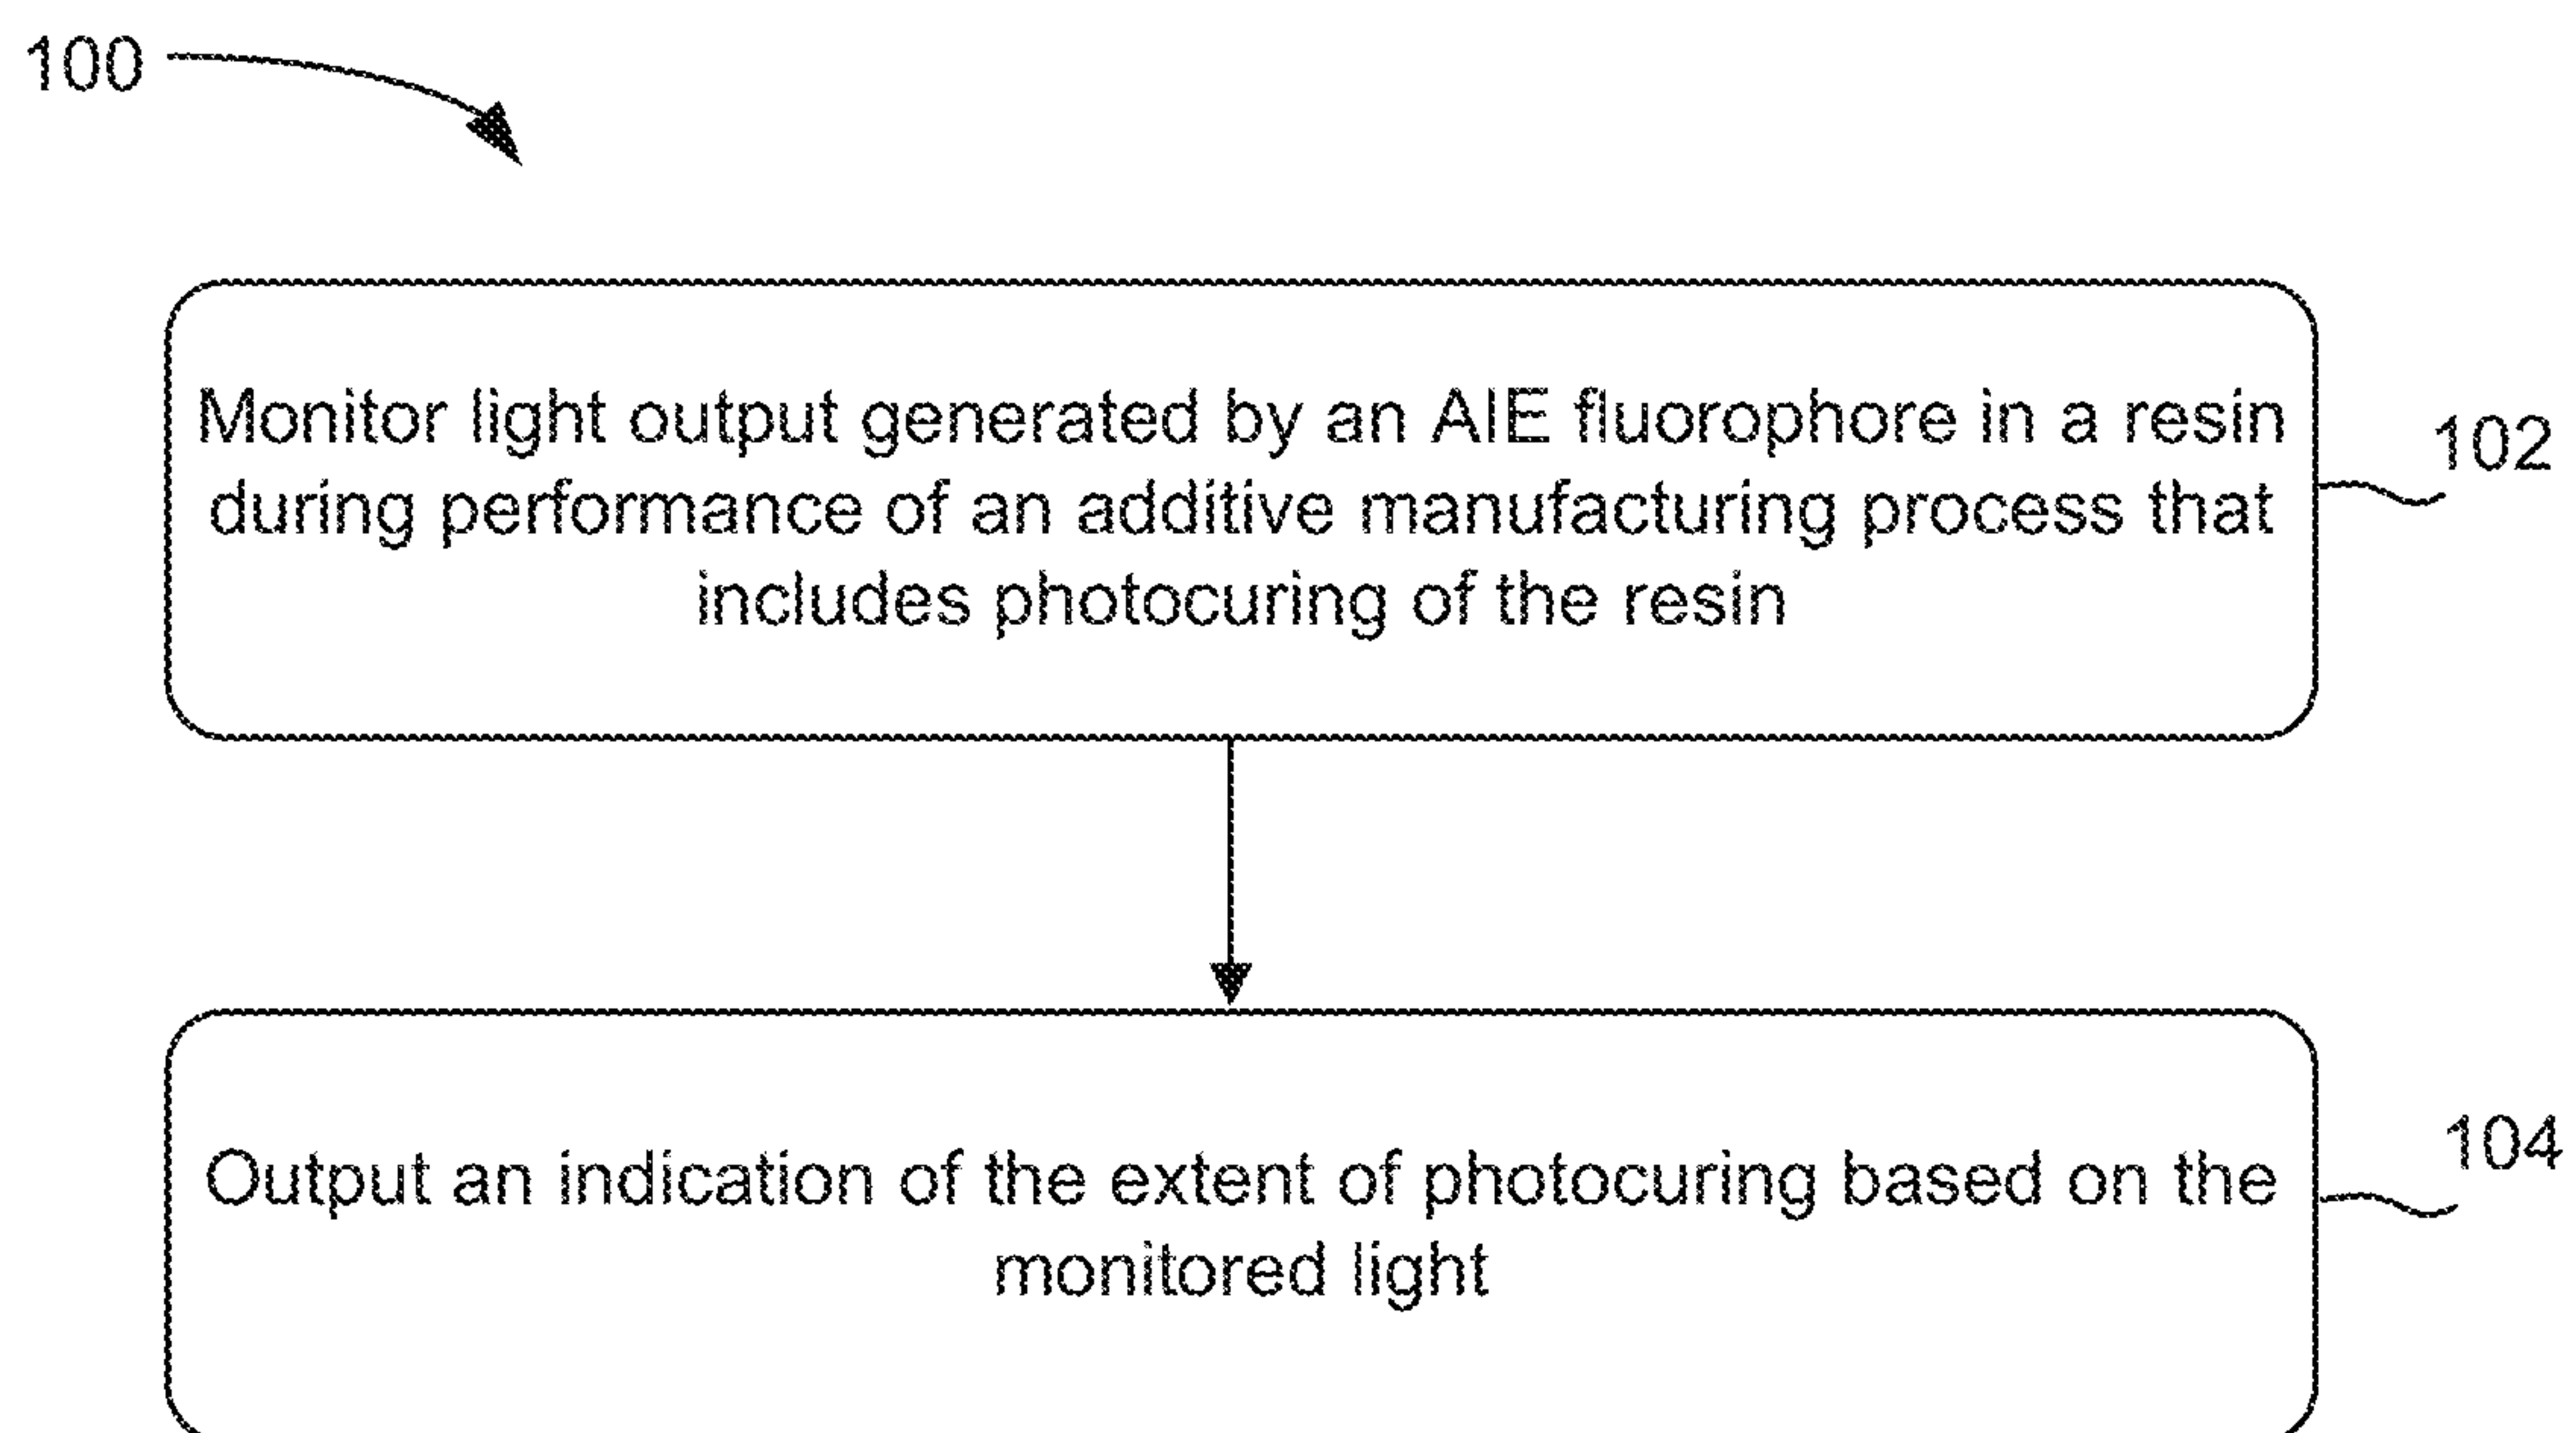 100
Monitor light output generated by an AIE fluorophore in a resin
during performance of an additive manufacturing process that
includes photocuring of the resin
102
Output an indication of the extent of photocuring based on the
monitored light
104